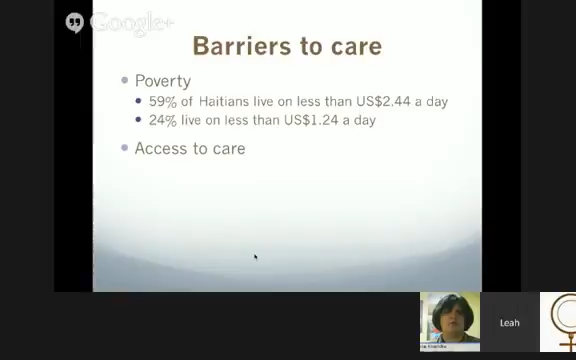 Google+
Barriers to care
Poverty
59% of Haitians live on less than US$2.44 a day
24% live on less than US$1.24 a day
Access to care
Leah